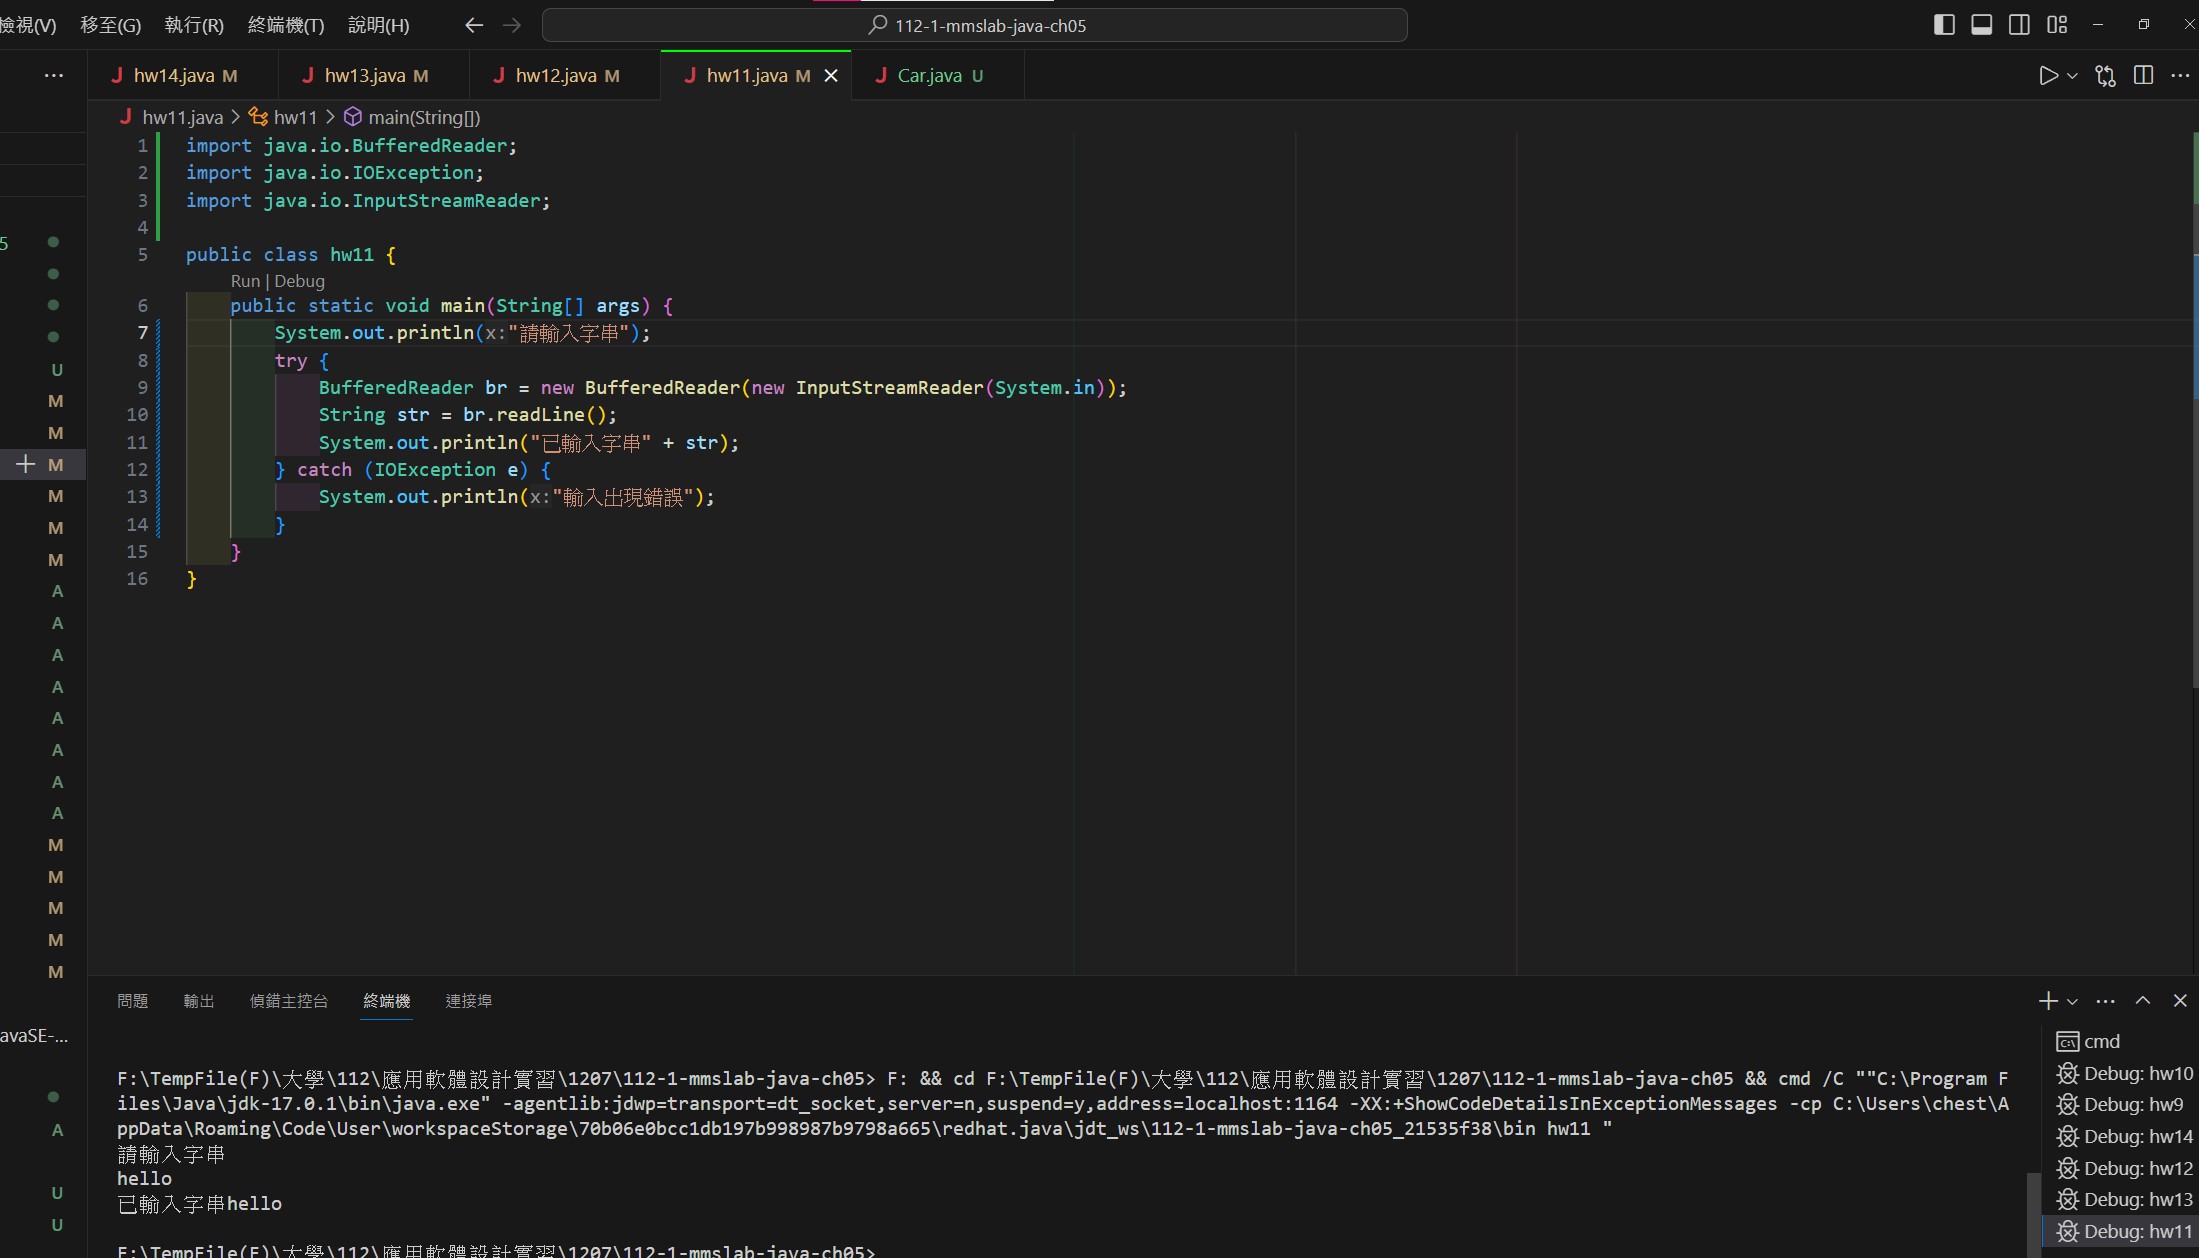 檢視(V) 移至(G) 執行(R) 終端機(T) 說明(H) 112-1-mmslab-java-ch05
hw14.java M hw13.java M hw12.java M hw11.java M Car.java U
hw11.java > hw11 > main(String[])
1 import java.io.BufferedReader;
2 import java.io.IOException;
3 import java.io.InputStreamReader;
4
5 public class hw11 {
Run | Debug
6 public static void main(String[] args) {
7 System.out.println(x:"請輸入字串");
8 try {
9 BufferedReader br = new BufferedReader(new InputStreamReader(System.in));
10 String str = br.readLine();
11 System.out.println("已輸入字串" + str);
12 } catch (IOException e) {
13 System.out.println(x:"輸入出現錯誤");
14 }
15 }
16 }
5
U
M
M
M
M
M
M
A
A
A
A
A
A
A
A
M
M
M
M
M
avaSE-...
A
U
U
問題 輸出 偵錯主控台 終端機 連接埠
F:\TempFile(F)\大學\112\應用軟體設計實習\1207\112-1-mmslab-java-ch05> F: && cd F:\TempFile(F)\大學\112\應用軟體設計實習\1207\112-1-mmslab-java-ch05 && cmd /C ""C:\Program F
iles\Java\jdk-17.0.1\bin\java.exe" -agentlib:jdwp=transport=dt_socket,server=n,suspend=y,address=localhost:1164 -XX:+ShowCodeDetailsInExceptionMessages -cp C:\Users\chest\A
ppData\Roaming\Code\User\workspaceStorage\70b06e0bcc1db197b998987b9798a665\redhat.java\jdt_ws\112-1-mmslab-java-ch05_21535f38\bin hw11 "
請輸入字串
hello
已輸入字串hello
F:\TempFile(F)\大學\112\應用軟體設計實習\1207\112-1-mmslab-java-ch05>
cmd
Debug: hw10
Debug: hw9
Debug: hw14
Debug: hw12
Debug: hw13
Debug: hw11